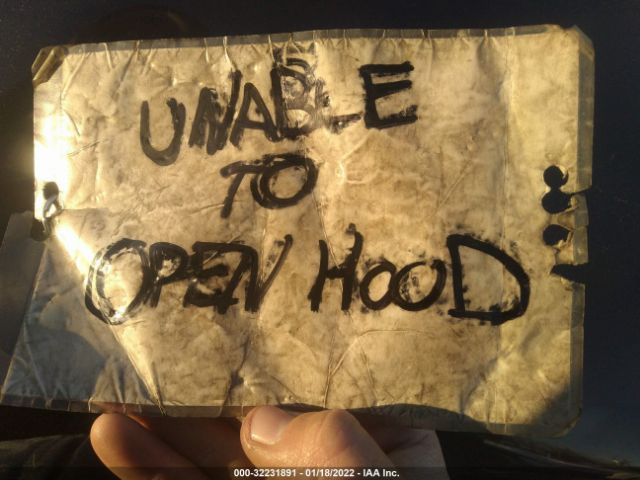 UNABLE
TO
OPEN HOOD
000-32231891 - 01/18/2022 - IAA Inc.